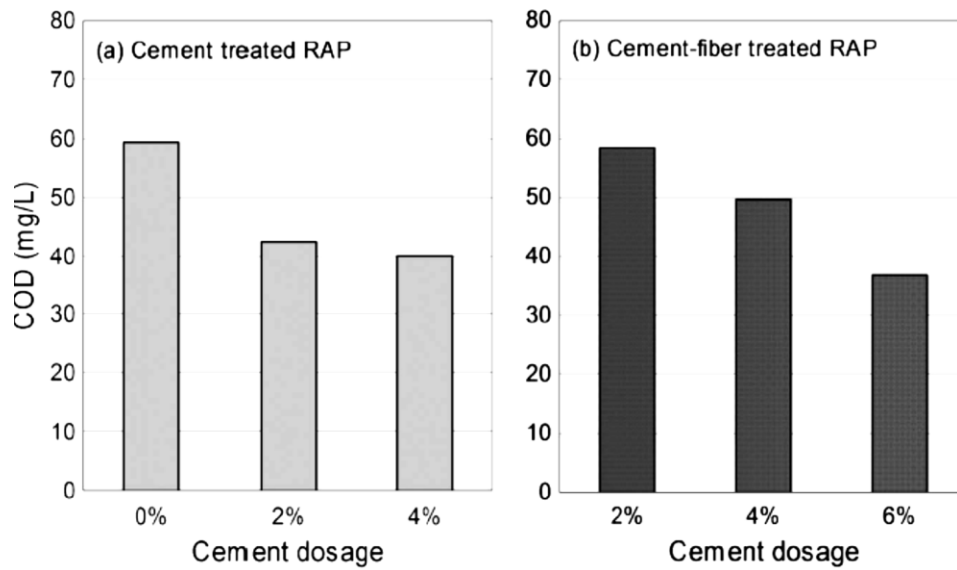 (a) Cement treated RAP
COD (mg/L)
80
70
60
50
40
30
20
10
0
0% 2% 4%
Cement dosage
(b) Cement-fiber treated RAP
80
70
60
50
40
30
20
10
0
2% 4% 6%
Cement dosage